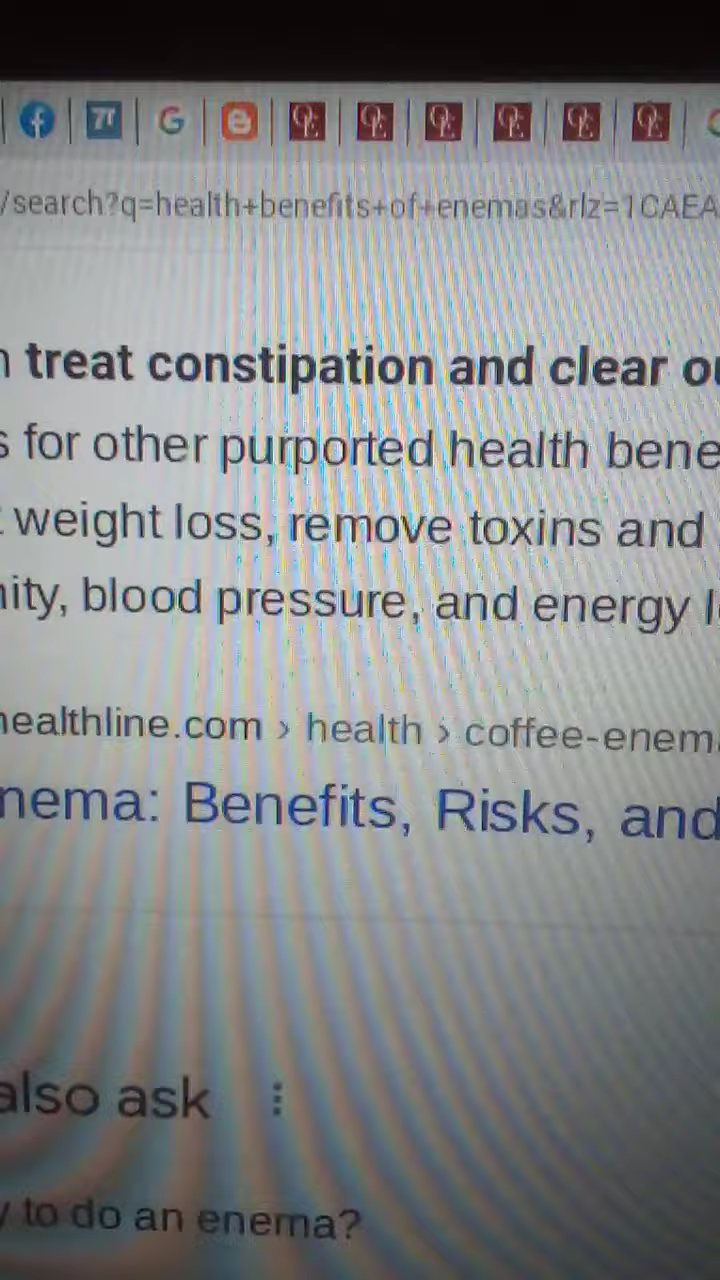 /search?q=health+benefits+of+enemas&rlz=1CAEA
treat constipation and clear
for other purported health bene
weight loss, remove toxins and
ity, blood pressure, and energy
healthline.com › health › coffee-enem
nema: Benefits, Risks, and
also ask
to do an enema?